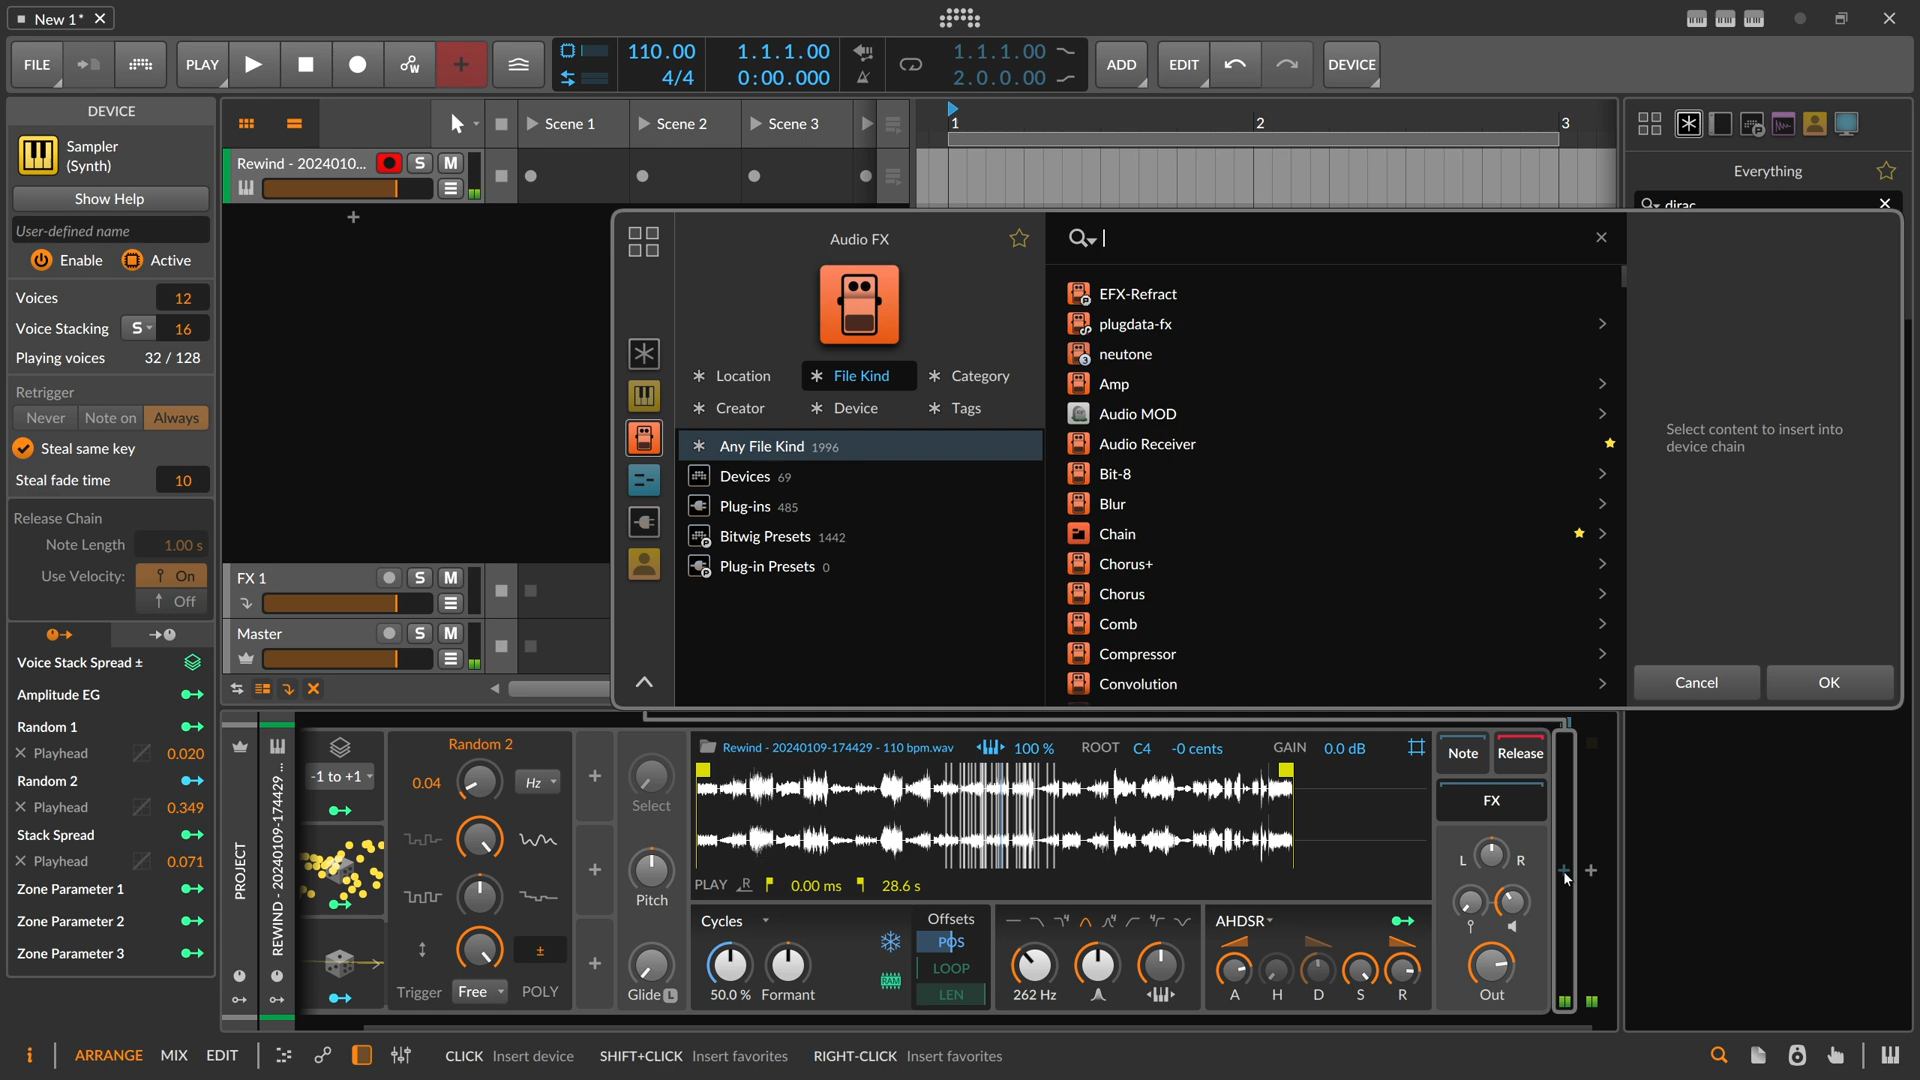 New 1*
FILE
PLAY
110.00
4/4
1.1.1.00
0:00.000
1.1.1.00
2.0.0.00
ADD
EDIT
DEVICE
DEVICE
Sampler
(Synth)
Show Help
User-defined name
Enable
Active
Voices 12
Voice Stacking S 16
Playing voices 32 / 128
Retrigger
Never Note on Always
Steal same key
Steal fade time 10
Release Chain
Note Length 1.00 s
Use Velocity: On
Off
Voice Stack Spread ±
Amplitude EG
Random 1
Playhead 0.020
Random 2
Playhead 0.349
Stack Spread
Playhead 0.071
Zone Parameter 1
Zone Parameter 2
Zone Parameter 3
Scene 1
Scene 2
Scene 3
1
2
3
Rewind - 2024010... S M
FX 1 S M
Master S M
Everything
dirac
Audio FX
Location
File Kind
Category
Creator
Device
Tags
Any File Kind 1996
Devices 69
Plug-ins 485
Bitwig Presets 1442
Plug-in Presets 0
EFX-Refract
plugdata-fx
neutone
Amp
Audio MOD
Audio Receiver
Bit-8
Blur
Chain
Chorus+
Chorus
Comb
Compressor
Convolution
Select content to insert into
device chain
Cancel
OK
PROJECT
REWIND - 20240109-174429 ...
-1 to +1
Random 2
0.04
Hz
±
Trigger Free POLY
Select
Pitch
Glide L
Rewind - 20240109-174429 - 110 bpm.wav 100 % ROOT C4 -0 cents GAIN 0.0 dB
PLAY 0.00 ms 28.6 s
Cycles
50.0 % Formant
RAM
Offsets
POS
LOOP
LEN
262 Hz
AHDSR
A H D S R
Note
Release
FX
L R
Out
i
ARRANGE MIX EDIT
CLICK Insert device SHIFT+CLICK Insert favorites RIGHT-CLICK Insert favorites